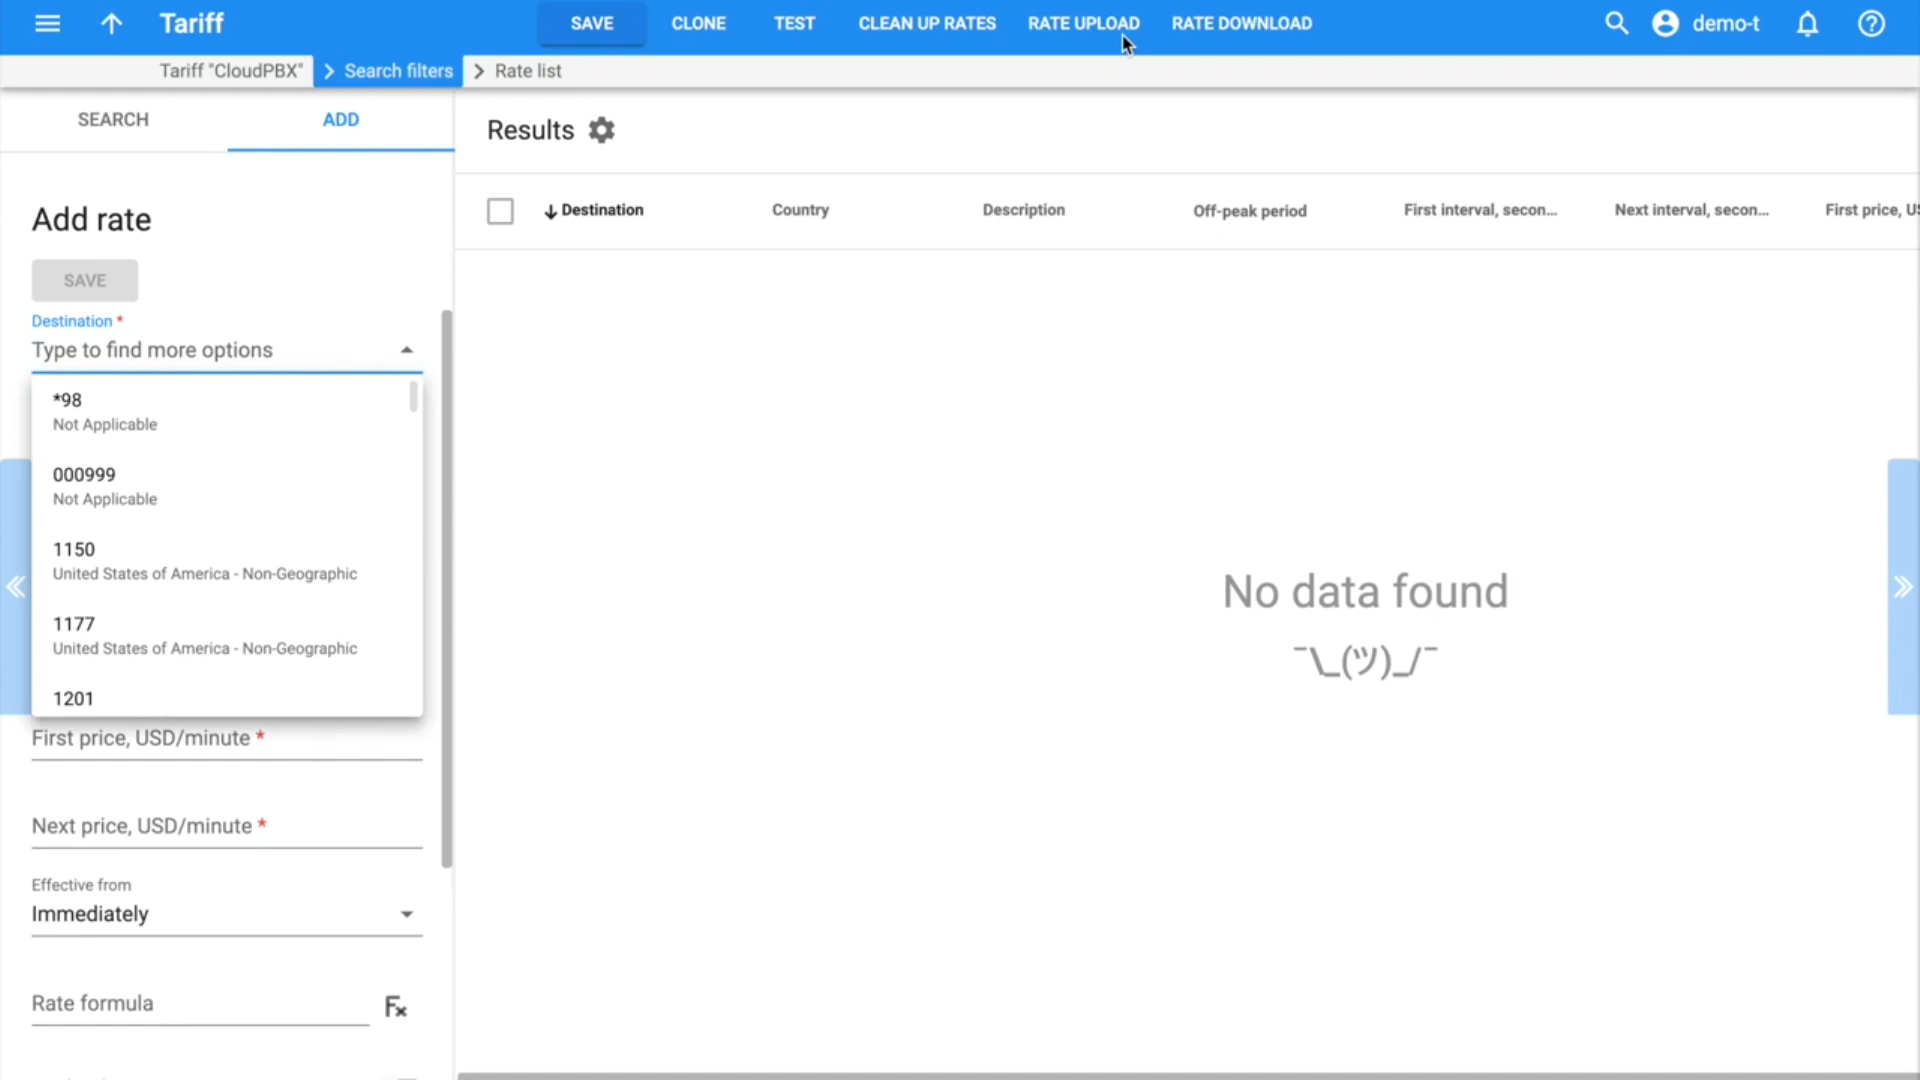 Tariff
SAVE
CLONE
TEST
CLEAN UP RATES
RATE UPLOAD
RATE DOWNLOAD
demo-t
Tariff "CloudPBX"
Search filters
Rate list
SEARCH
ADD
Add rate
SAVE
Destination *
Type to find more options
*98
Not Applicable
000999
Not Applicable
1150
United States of America - Non-Geographic
1177
United States of America - Non-Geographic
1201
First price, USD/minute *
Next price, USD/minute *
Effective from
Immediately
Rate formula
Fx
Results
Destination
Country
Description
Off-peak period
First interval, secon...
Next interval, secon...
First price, US
No data found
¯\_(ツ)_/¯